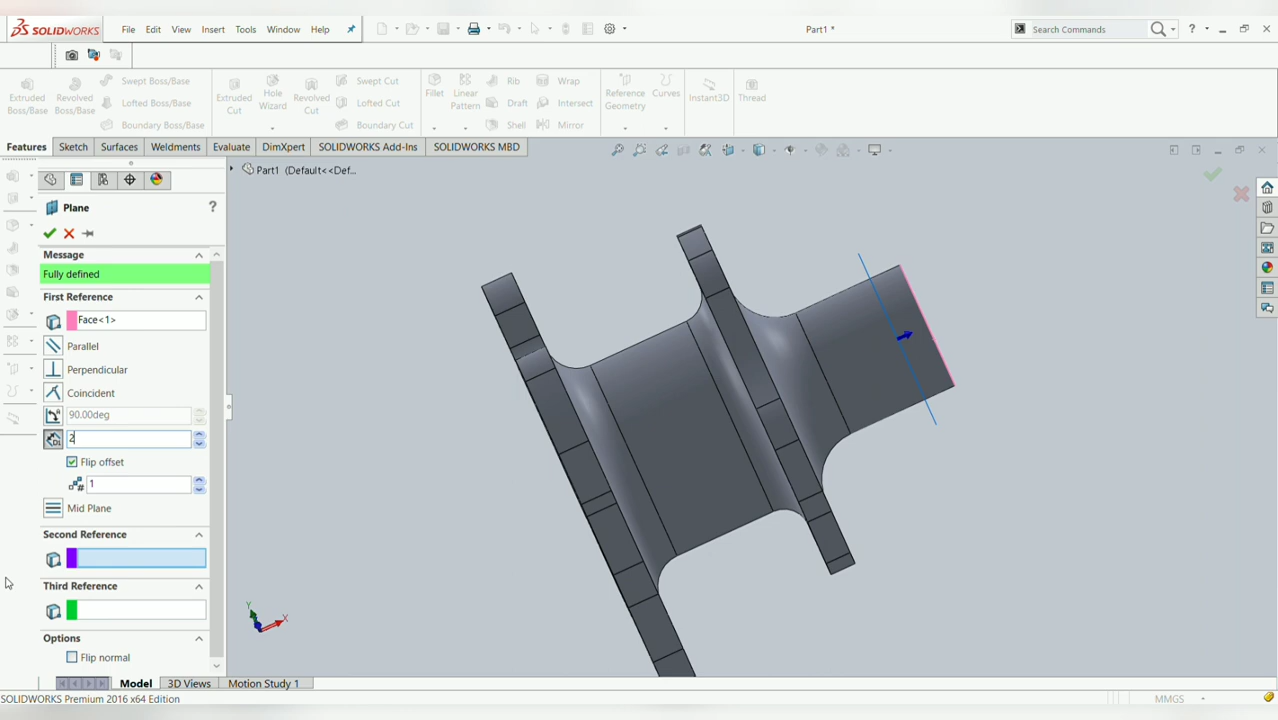 SOLIDWORKS File Edit View Insert Tools Window Help Part1 * Search Commands ?
Extruded Boss/Base
Revolved Boss/Base
Swept Boss/Base
Lofted Boss/Base
Boundary Boss/Base
Extruded Cut
Hole Wizard
Revolved Cut
Swept Cut
Lofted Cut
Boundary Cut
Fillet
Linear Pattern
Rib
Draft
Shell
Wrap
Intersect
Mirror
Reference Geometry
Curves
Instant3D
Thread
Features Sketch Surfaces Weldments Evaluate DimXpert SOLIDWORKS Add-Ins SOLIDWORKS MBD
Part1 (Default<<Def...
Plane ?
Message
Fully defined
First Reference
Face<1>
Parallel
Perpendicular
Coincident
90.00deg
2
Flip offset
1
Mid Plane
Second Reference
Third Reference
Options
Flip normal
Y
X
Model 3D Views Motion Study 1
SOLIDWORKS Premium 2016 x64 Edition MMGS